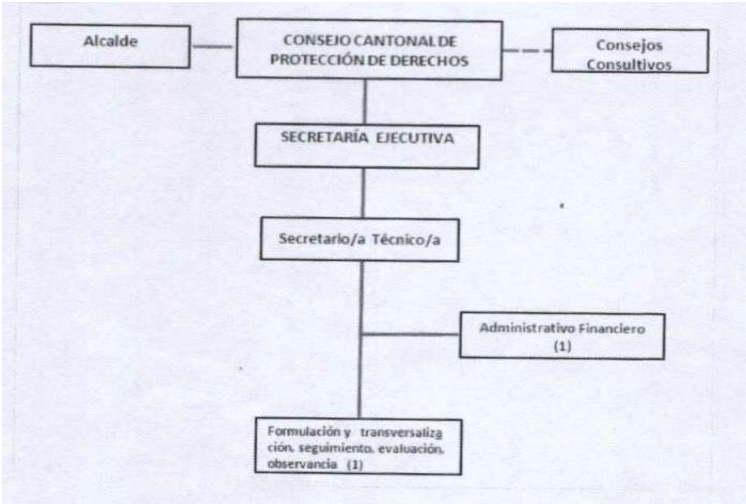 Alcalde
CONSEJO CANTONAL DE
PROTECCIÓN DE DERECHOS
Consejos
Consultivos
SECRETARÍA EJECUTIVA
Secretario/a Técnico/a
Administrativo Financiero
(1)
Formulación y transversaliza
ción, seguimiento, evaluación,
observancia (1)